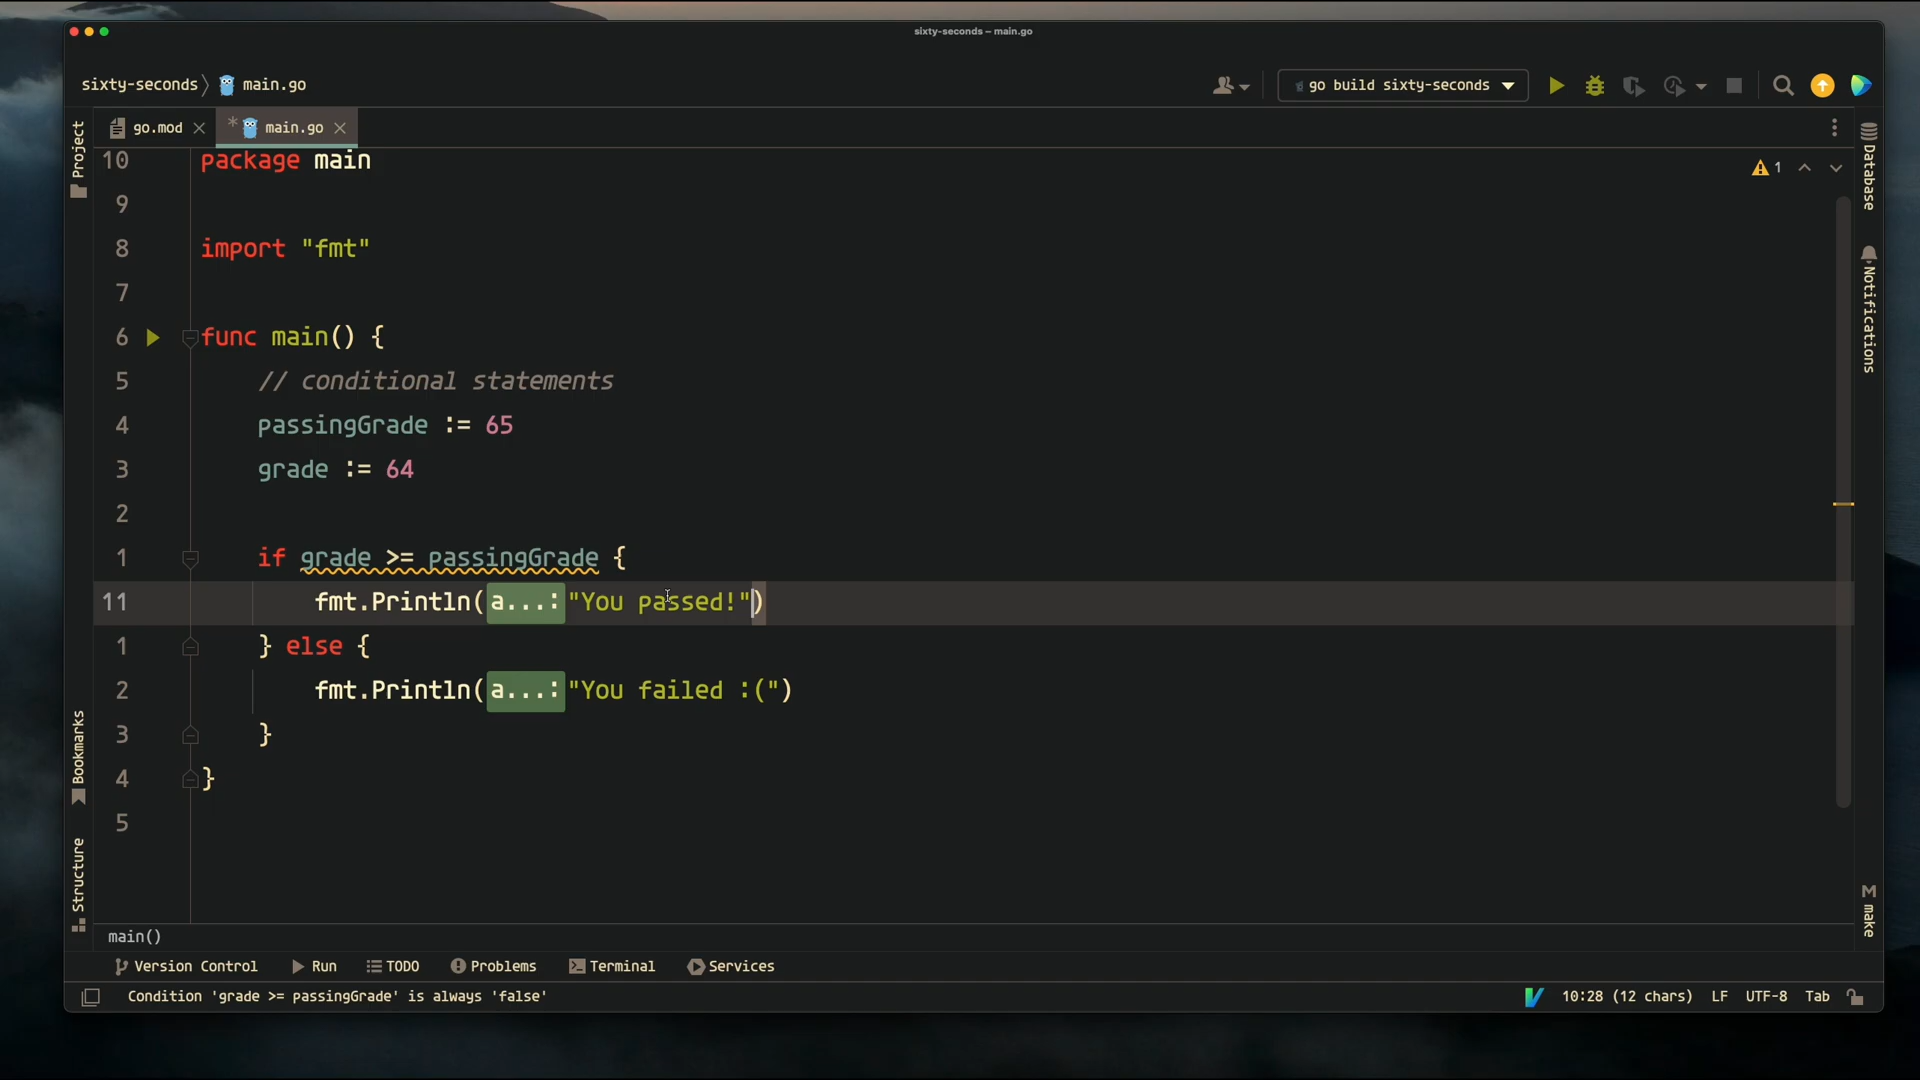 sixty-seconds – main.go
sixty-seconds main.go
go build sixty-seconds
go.mod * main.go
Project
Database
Notifications
1
10 package main
9
8 import "fmt"
7
6 func main() {
5 // conditional statements
4 passingGrade := 65
3 grade := 64
2
1 if grade >= passingGrade {
11 fmt.Println(a...: "You passed!")
1 } else {
2 fmt.Println(a...: "You failed :(")
3 }
4 }
5
Bookmarks
Structure
M make
main()
Version Control Run TODO Problems Terminal Services
Condition 'grade >= passingGrade' is always 'false' 10:28 (12 chars) LF UTF-8 Tab